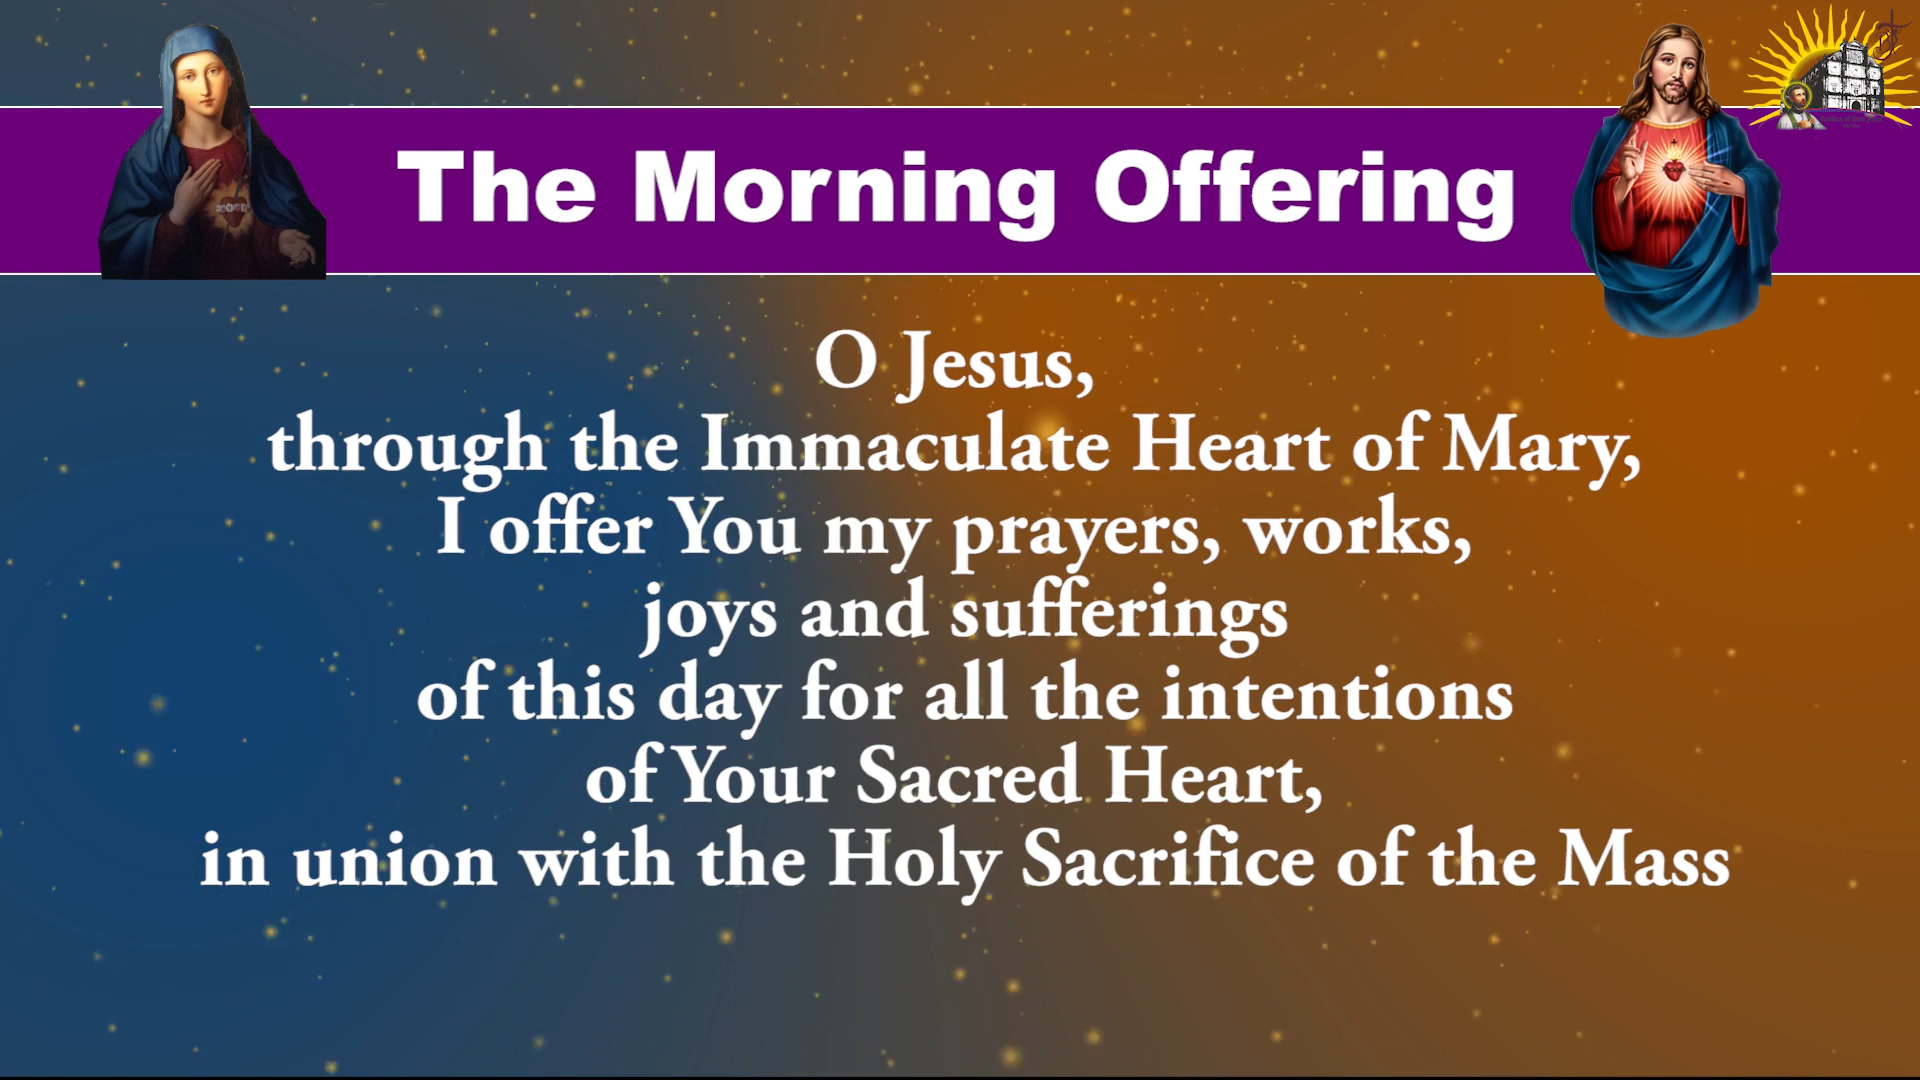 The Morning Offering
O Jesus,
through the Immaculate Heart of Mary,
I offer You my prayers, works,
joys and sufferings
of this day for all the intentions
of Your Sacred Heart,
in union with the Holy Sacrifice of the Mass